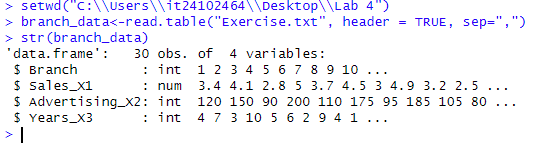 > setwd("C:\\Users\\it24102464\\Desktop\\Lab 4")
> branch_data<-read.table("Exercise.txt", header = TRUE, sep=",")
> str(branch_data)
'data.frame':	30 obs. of  4 variables:
 $ Branch        : int  1 2 3 4 5 6 7 8 9 10 ...
 $ Sales_X1      : num  3.4 4.1 2.8 5 3.7 4.5 3 4.9 3.2 2.5 ...
 $ Advertising_X2: int  120 150 90 200 110 175 95 185 105 80 ...
 $ Years_X3      : int  4 7 3 10 5 6 2 9 4 1 ...
>